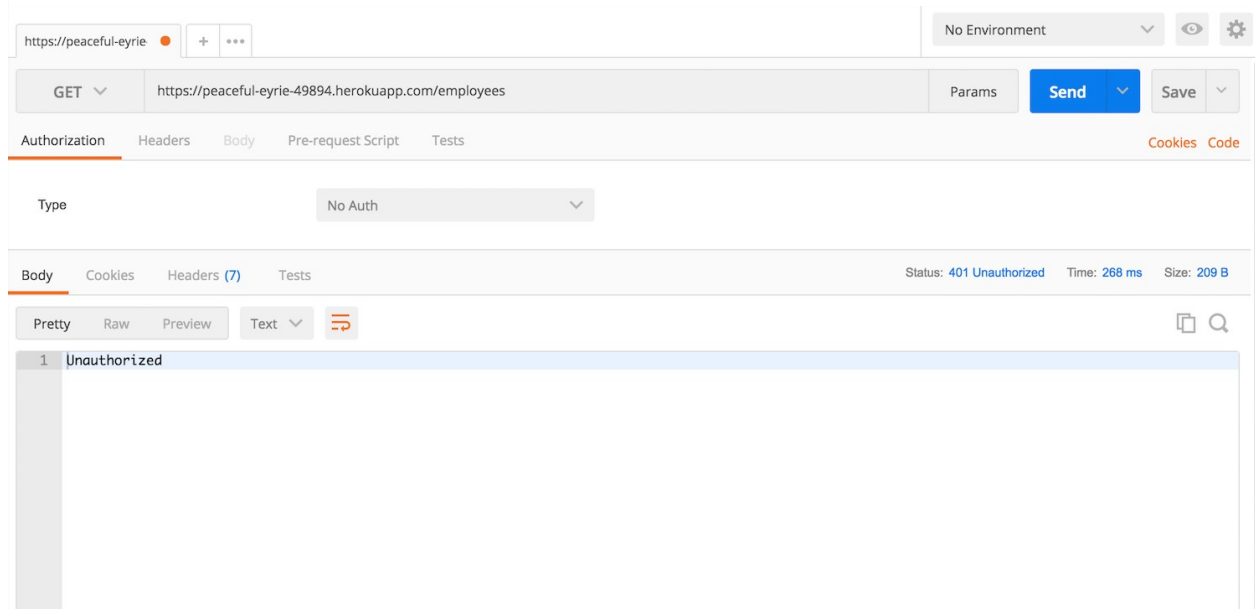 https://peaceful-eyrie- + ••• No Environment
GET https://peaceful-eyrie-49894.herokuapp.com/employees Params Send Save
Authorization Headers Body Pre-request Script Tests Cookies Code
Type No Auth
Body Cookies Headers (7) Tests Status: 401 Unauthorized Time: 268 ms Size: 209 B
Pretty Raw Preview Text
1 Unauthorized